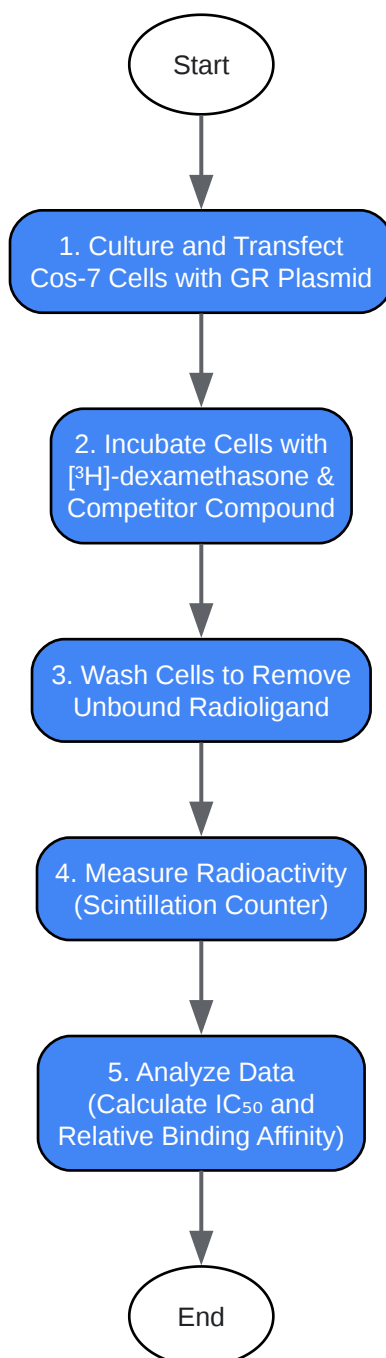 Start
1. Culture and Transfect
Cos-7 Cells with GR Plasmid
2. Incubate Cells with
[³H]-dexamethasone &
Competitor Compound
3. Wash Cells to Remove
Unbound Radioligand
4. Measure Radioactivity
(Scintillation Counter)
5. Analyze Data
(Calculate IC₅₀ and
Relative Binding Affinity)
End